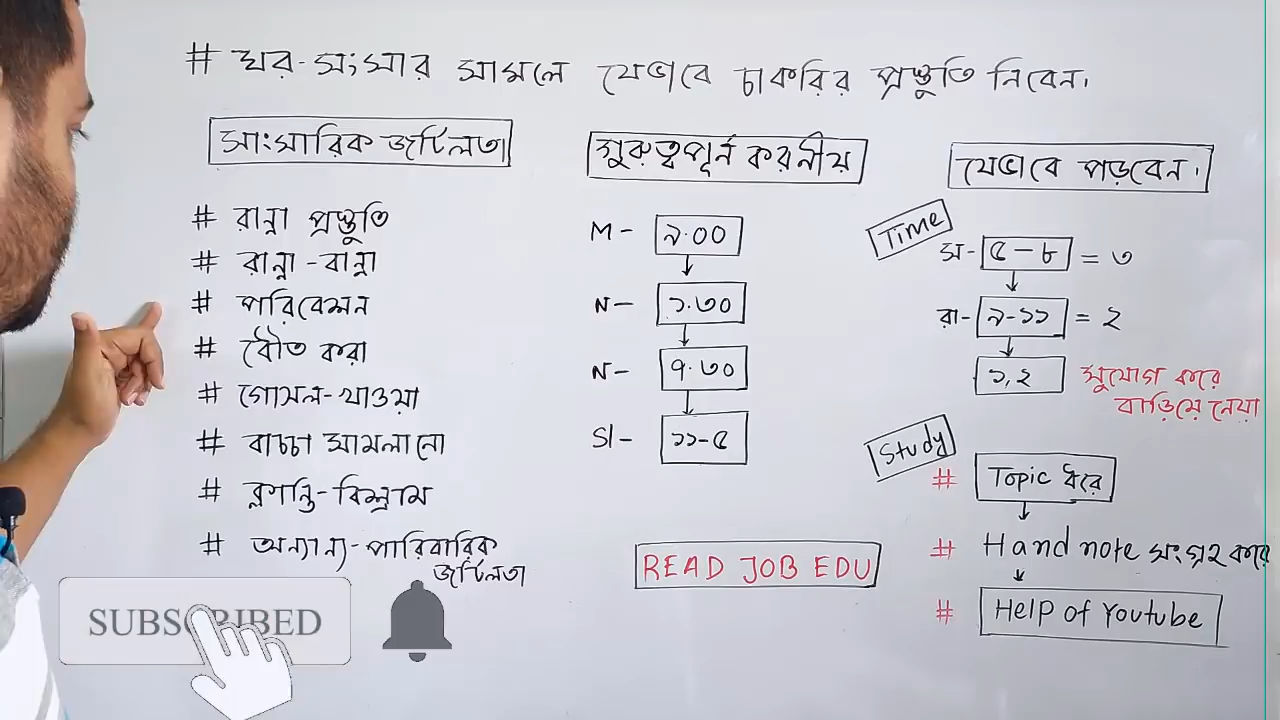 # ঘর-সংসার সামলে যেভাবে চাকরির প্রস্তুতি নিবেন।
সাংসারিক জটিলতা
# রান্না প্রস্তুতি
# রান্না-বান্না
# পরিবেশন
# ধৌত করা
# গোসল-খাওয়া
# বাচ্চা সামলানো
# ক্লান্তি-বিশ্রাম
# অন্যান্য-পারিবারিক
জটিলতা
গুরুত্বপূর্ন করনীয়
M- ৯.০০
N- ১.৩০
N- ৭.৩০
Sl- ১১-৫
READ JOB EDU
যেভাবে পড়বেন।
Time
স- ৫-৮ = ৩
রা- ৯-১১ = ২
১,২ সুযোগ করে
বাড়িয়ে নেয়া
Study
# Topic ধরে
# Hand note সংগ্রহ করে
# Help of Youtube
SUBSCRIBED